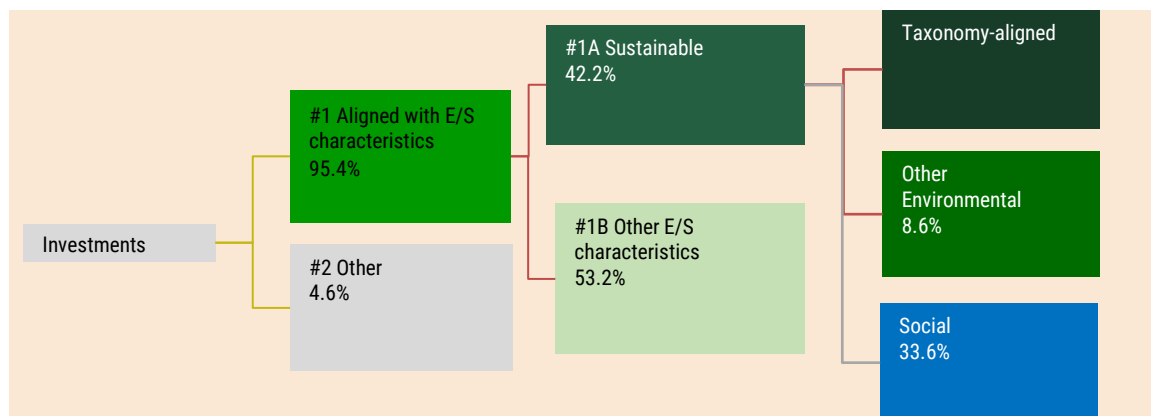 Investments
#1 Aligned with E/S
characteristics
95.4%
#2 Other
4.6%
#1A Sustainable
42.2%
#1B Other E/S
characteristics
53.2%
Taxonomy-aligned
Other
Environmental
8.6%
Social
33.6%